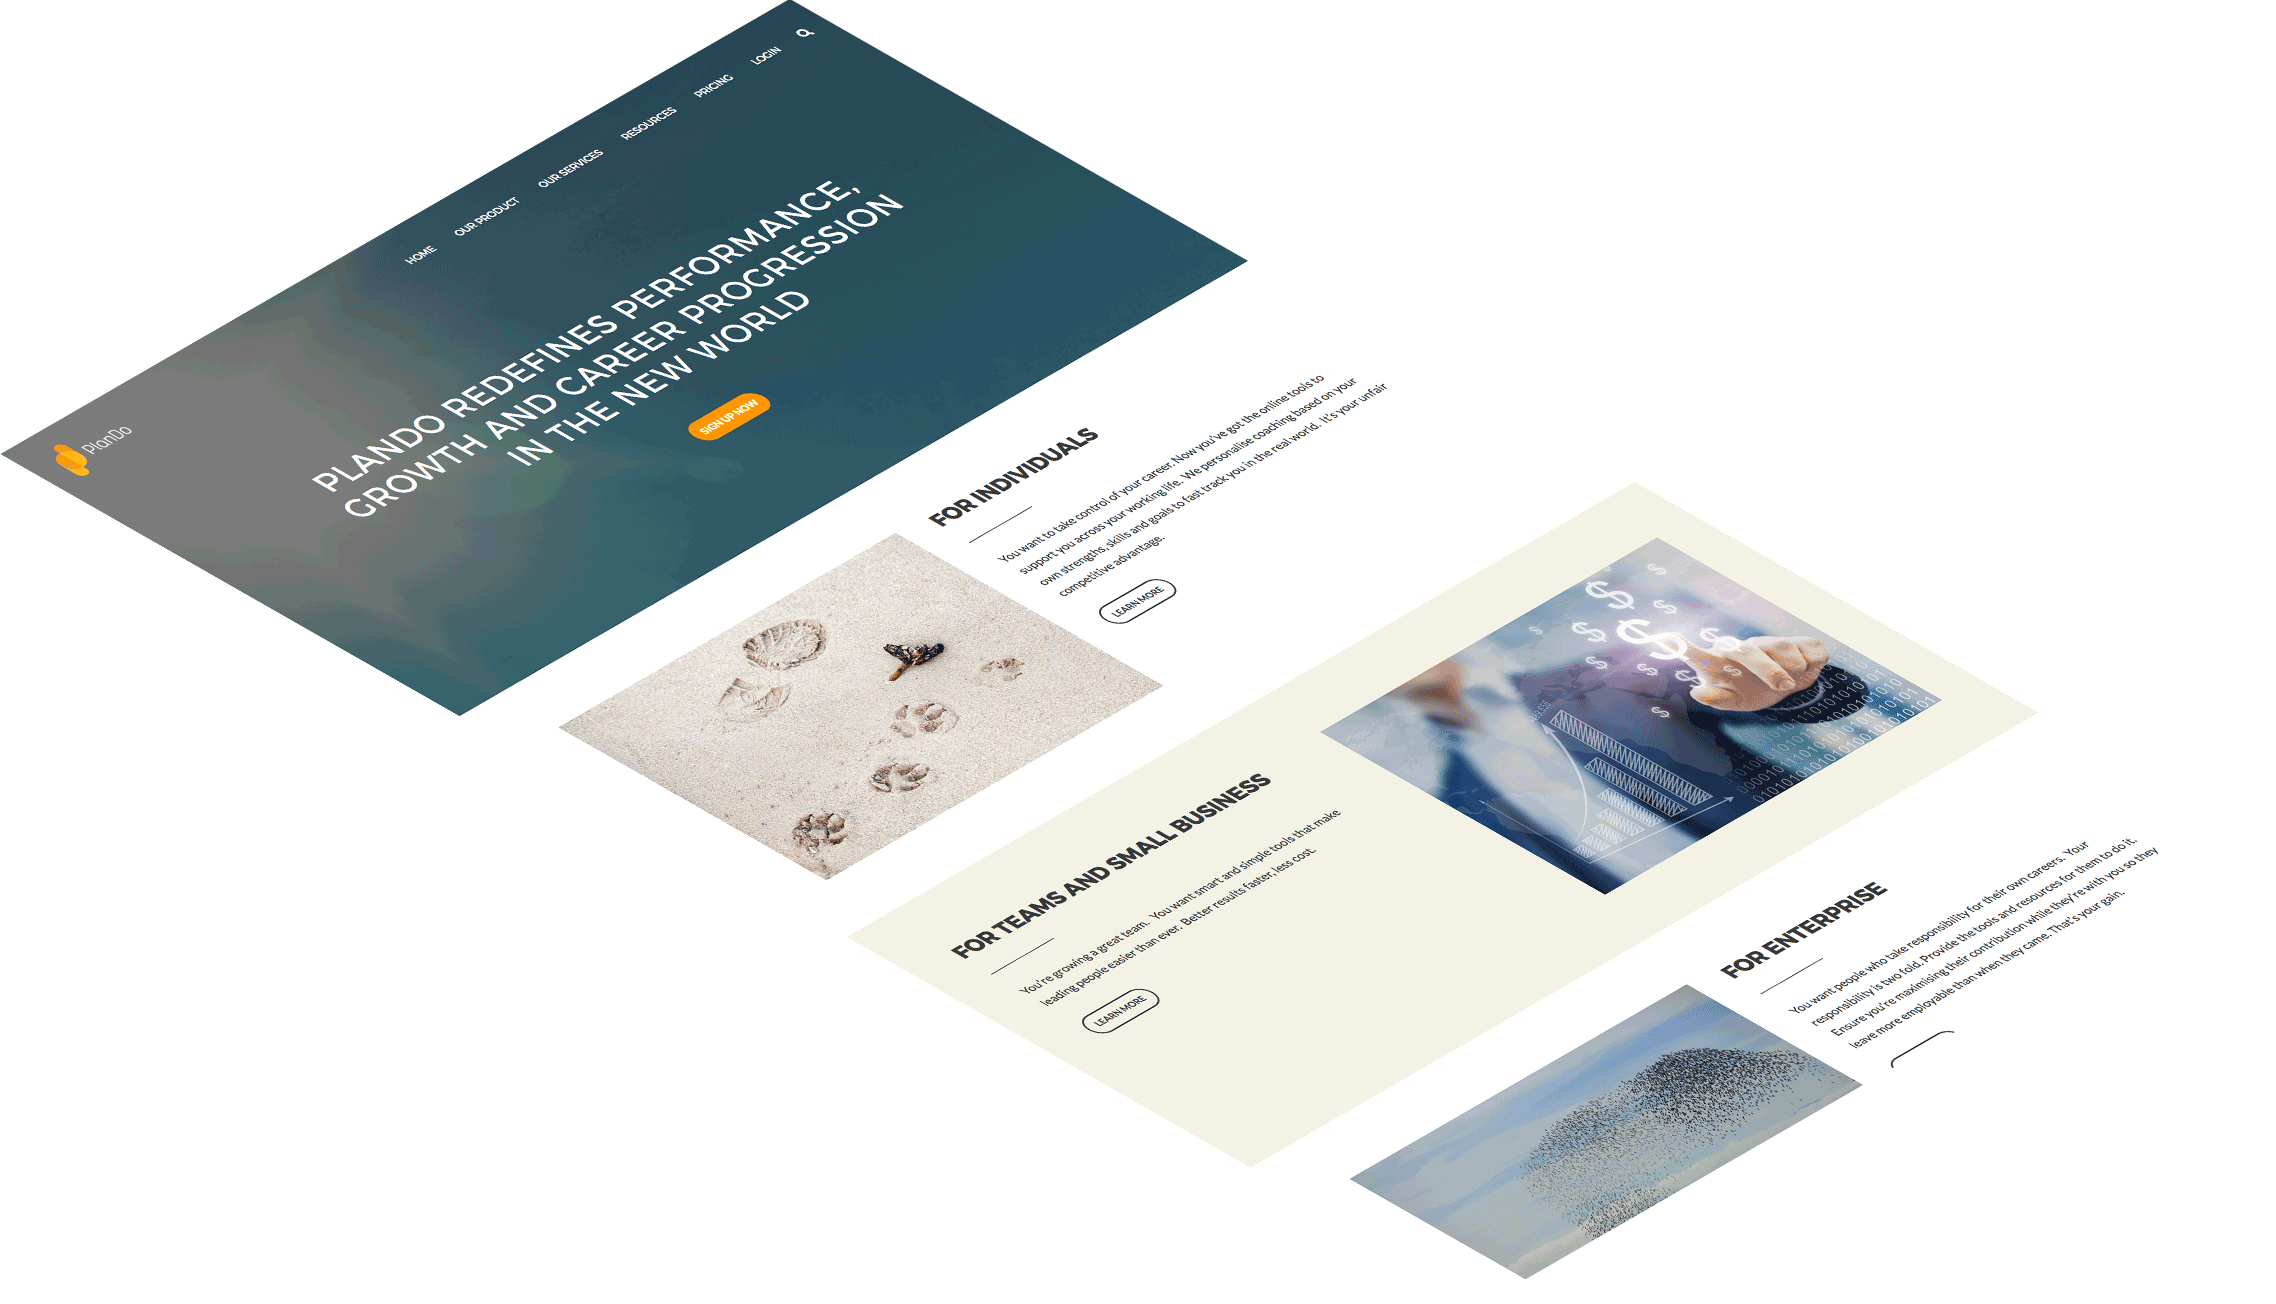 PlanDo
HOME
OUR PRODUCT
OUR SERVICES
RESOURCES
PRICING
LOGIN
PLANDO REDEFINES PERFORMANCE,
GROWTH AND CAREER PROGRESSION
IN THE NEW WORLD
SIGN UP NOW
FOR INDIVIDUALS
You want to take control of your career. Now you've got the online tools to
support you across your working life. We personalise coaching based on your
own strengths, skills and goals to fast track you in the real world. It's your unfair
competitive advantage.
LEARN MORE
FOR TEAMS AND SMALL BUSINESS
You're growing a great team. You want smart and simple tools that make
leading people easier than ever. Better results faster, less cost.
LEARN MORE
FOR ENTERPRISE
You want people who take responsibility for their own careers. Your
responsibility is two fold. Provide the tools and resources for them to do it.
Ensure you're maximising their contribution while they're with you so they
leave more employable than when they came. That's your gain.